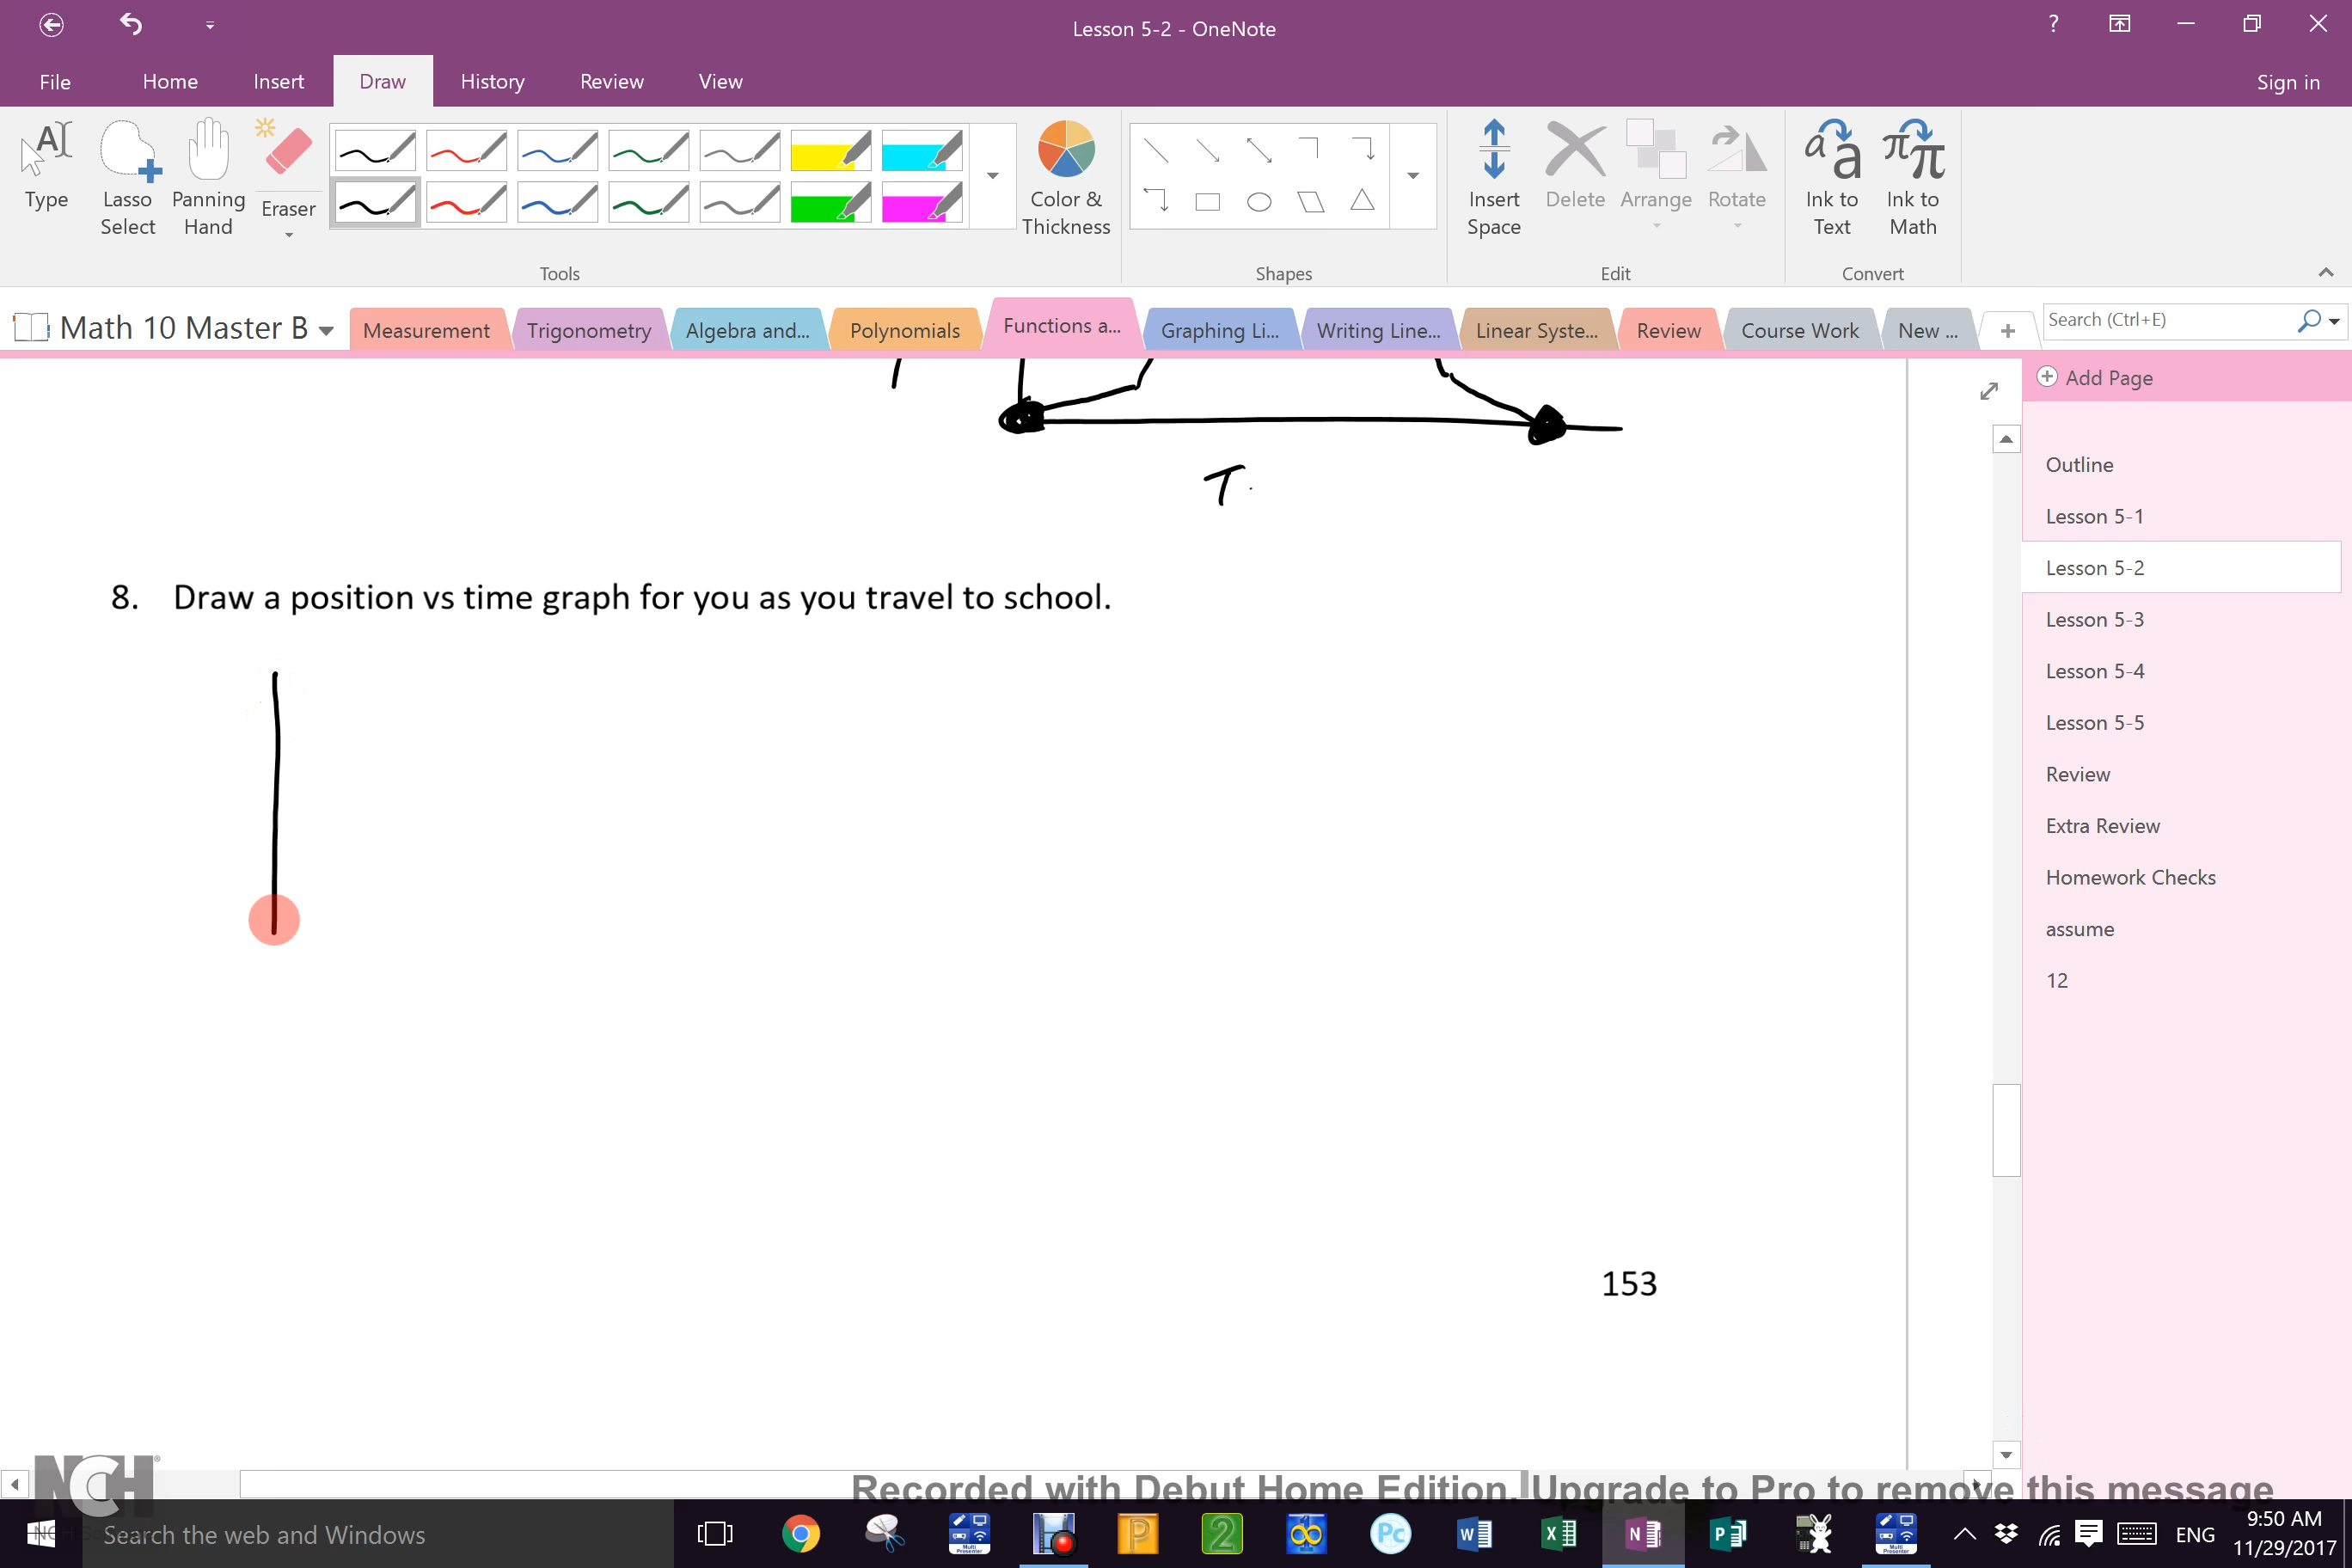 Lesson 5-2 - OneNote
?
File
Home
Insert
Draw
History
Review
View
Sign in
Type
Lasso Select
Panning Hand
Eraser
Color & Thickness
Insert Space
Delete
Arrange
Rotate
Ink to Text
Ink to Math
Tools
Shapes
Edit
Convert
Math 10 Master B
Measurement
Trigonometry
Algebra and...
Polynomials
Functions a...
Graphing Li...
Writing Line...
Linear Syste...
Review
Course Work
New ...
Search (Ctrl+E)
Add Page
Outline
Lesson 5-1
Lesson 5-2
Lesson 5-3
Lesson 5-4
Lesson 5-5
Review
Extra Review
Homework Checks
assume
12
T
8. Draw a position vs time graph for you as you travel to school.
153
NCH
Recorded with Debut Home Edition. Upgrade to Pro to remove this message
Search the web and Windows
ENG
9:50 AM
11/29/2017